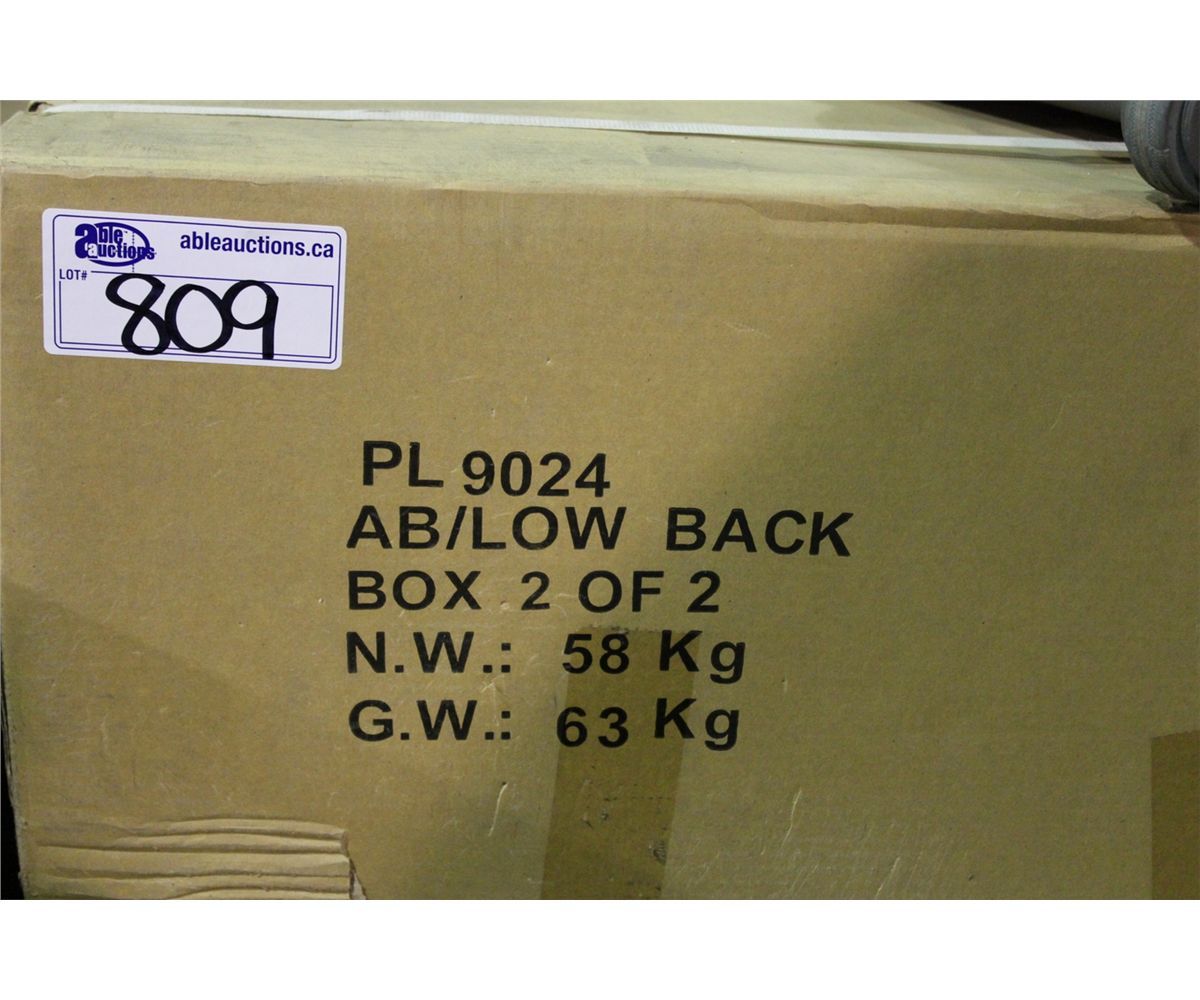 able auctions
ableauctions.ca
LOT#
809
PL 9024
AB/LOW BACK
BOX 2 OF 2
N.W.: 58 Kg
G.W.: 63 Kg